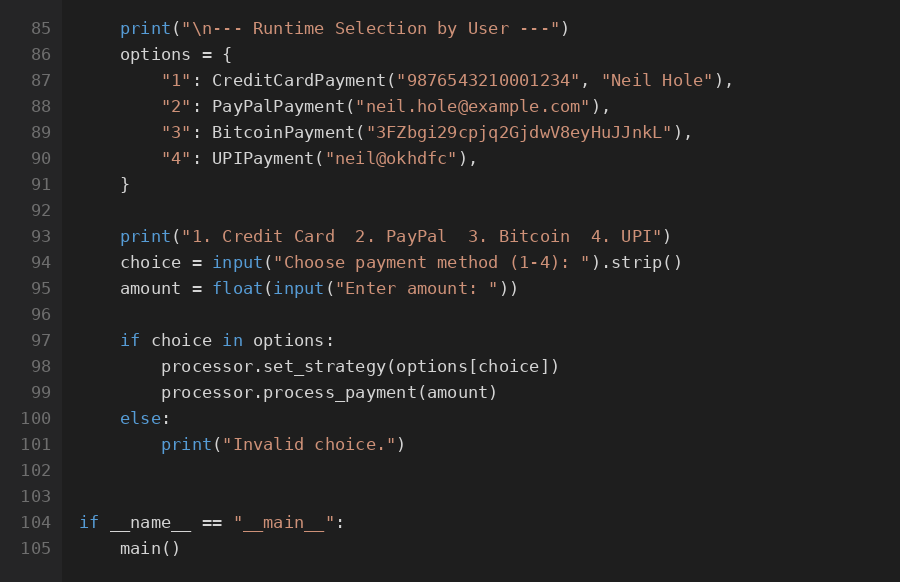 85     print("\n--- Runtime Selection by User ---")
86     options = {
87         "1": CreditCardPayment("9876543210001234", "Neil Hole"),
88         "2": PayPalPayment("neil.hole@example.com"),
89         "3": BitcoinPayment("3FZbgi29cpjq2GjdwV8eyHuJJnkL"),
90         "4": UPIPayment("neil@okhdfc"),
91     }
92
93     print("1. Credit Card  2. PayPal  3. Bitcoin  4. UPI")
94     choice = input("Choose payment method (1-4): ").strip()
95     amount = float(input("Enter amount: "))
96
97     if choice in options:
98         processor.set_strategy(options[choice])
99         processor.process_payment(amount)
100     else:
101         print("Invalid choice.")
102
103
104 if __name__ == "__main__":
105     main()